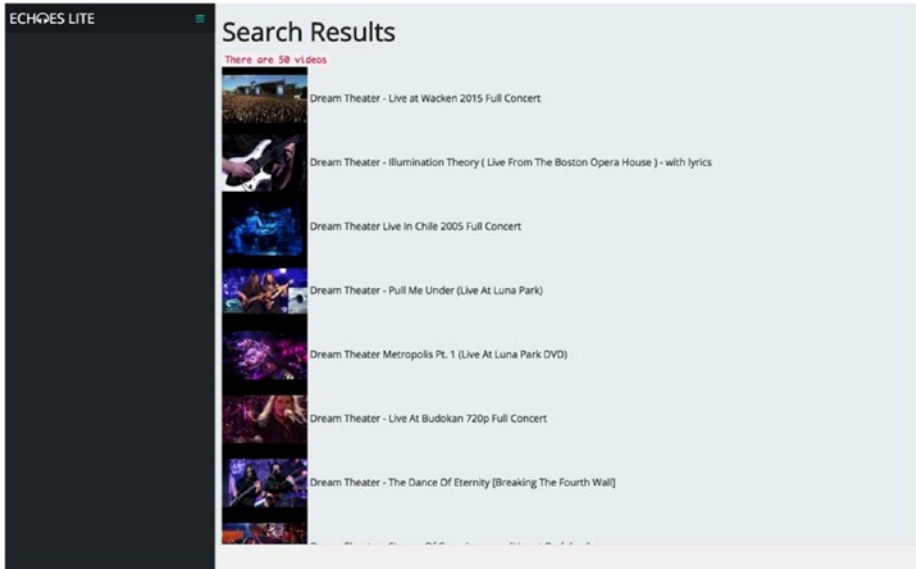 ECHOES LITE
Search Results
There are 50 videos
Dream Theater - Live at Wacken 2015 Full Concert
Dream Theater - Illumination Theory ( Live From The Boston Opera House ) - with lyrics
Dream Theater Live In Chile 2005 Full Concert
Dream Theater - Pull Me Under (Live At Luna Park)
Dream Theater Metropolis Pt. 1 (Live At Luna Park DVD)
Dream Theater - Live At Budokan 720p Full Concert
Dream Theater - The Dance Of Eternity [Breaking The Fourth Wall]